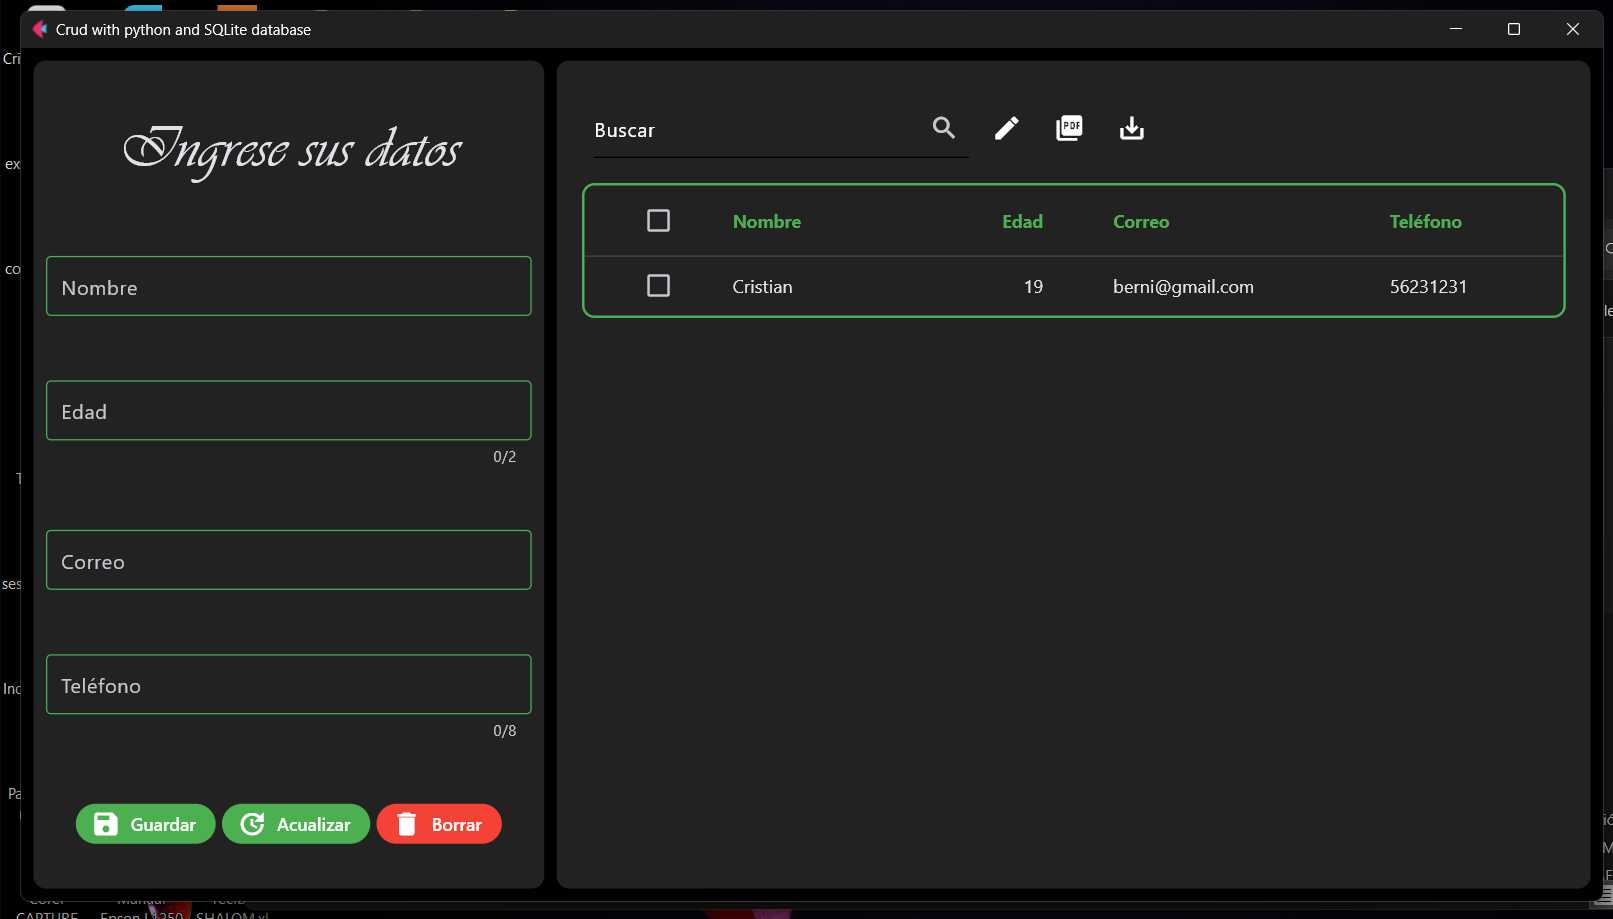 Crud with python and SQLite database
Ingrese sus datos
Nombre
Edad
0/2
Correo
Teléfono
0/8
Guardar
Acualizar
Borrar
Buscar
PDF
Nombre Edad Correo Teléfono
Cristian 19 berni@gmail.com 56231231